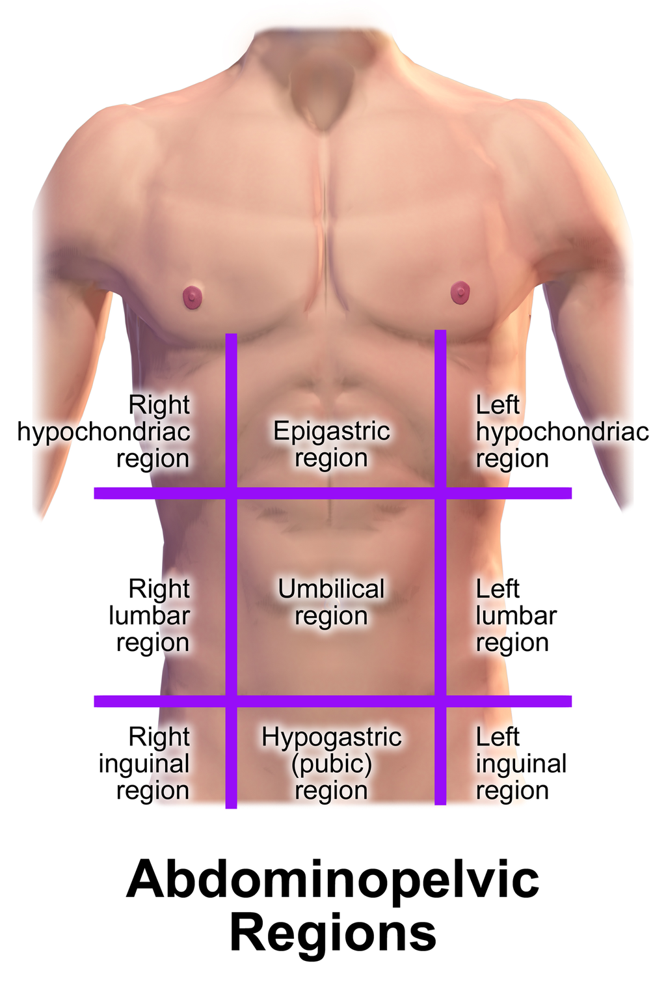 Right
hypochondriac
region
Epigastric
region
Left
hypochondriac
region
Right
lumbar
region
Umbilical
region
Left
lumbar
region
Right
inguinal
region
Hypogastric
(pubic)
region
Left
inguinal
region
Abdominopelvic
Regions